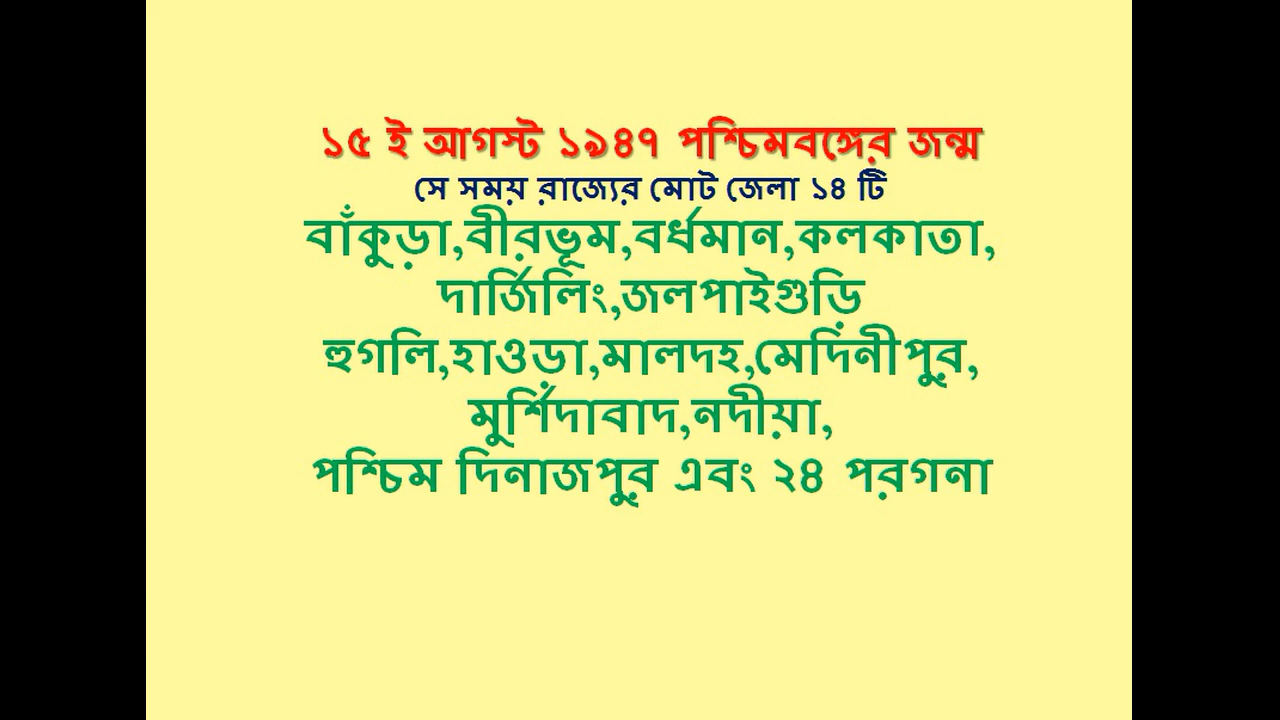 ১৫ ই আগস্ট ১৯৪৭ পশ্চিমবঙ্গের জন্ম
সে সময় রাজ্যের মোট জেলা ১৪ টি
বাঁকুড়া,বীরভূম,বর্ধমান,কলকাতা,
দার্জিলিং,জলপাইগুড়ি
হুগলি,হাওড়া,মালদহ,মেদিনীপুর,
মুর্শিদাবাদ,নদীয়া,
পশ্চিম দিনাজপুর এবং ২৪ পরগনা